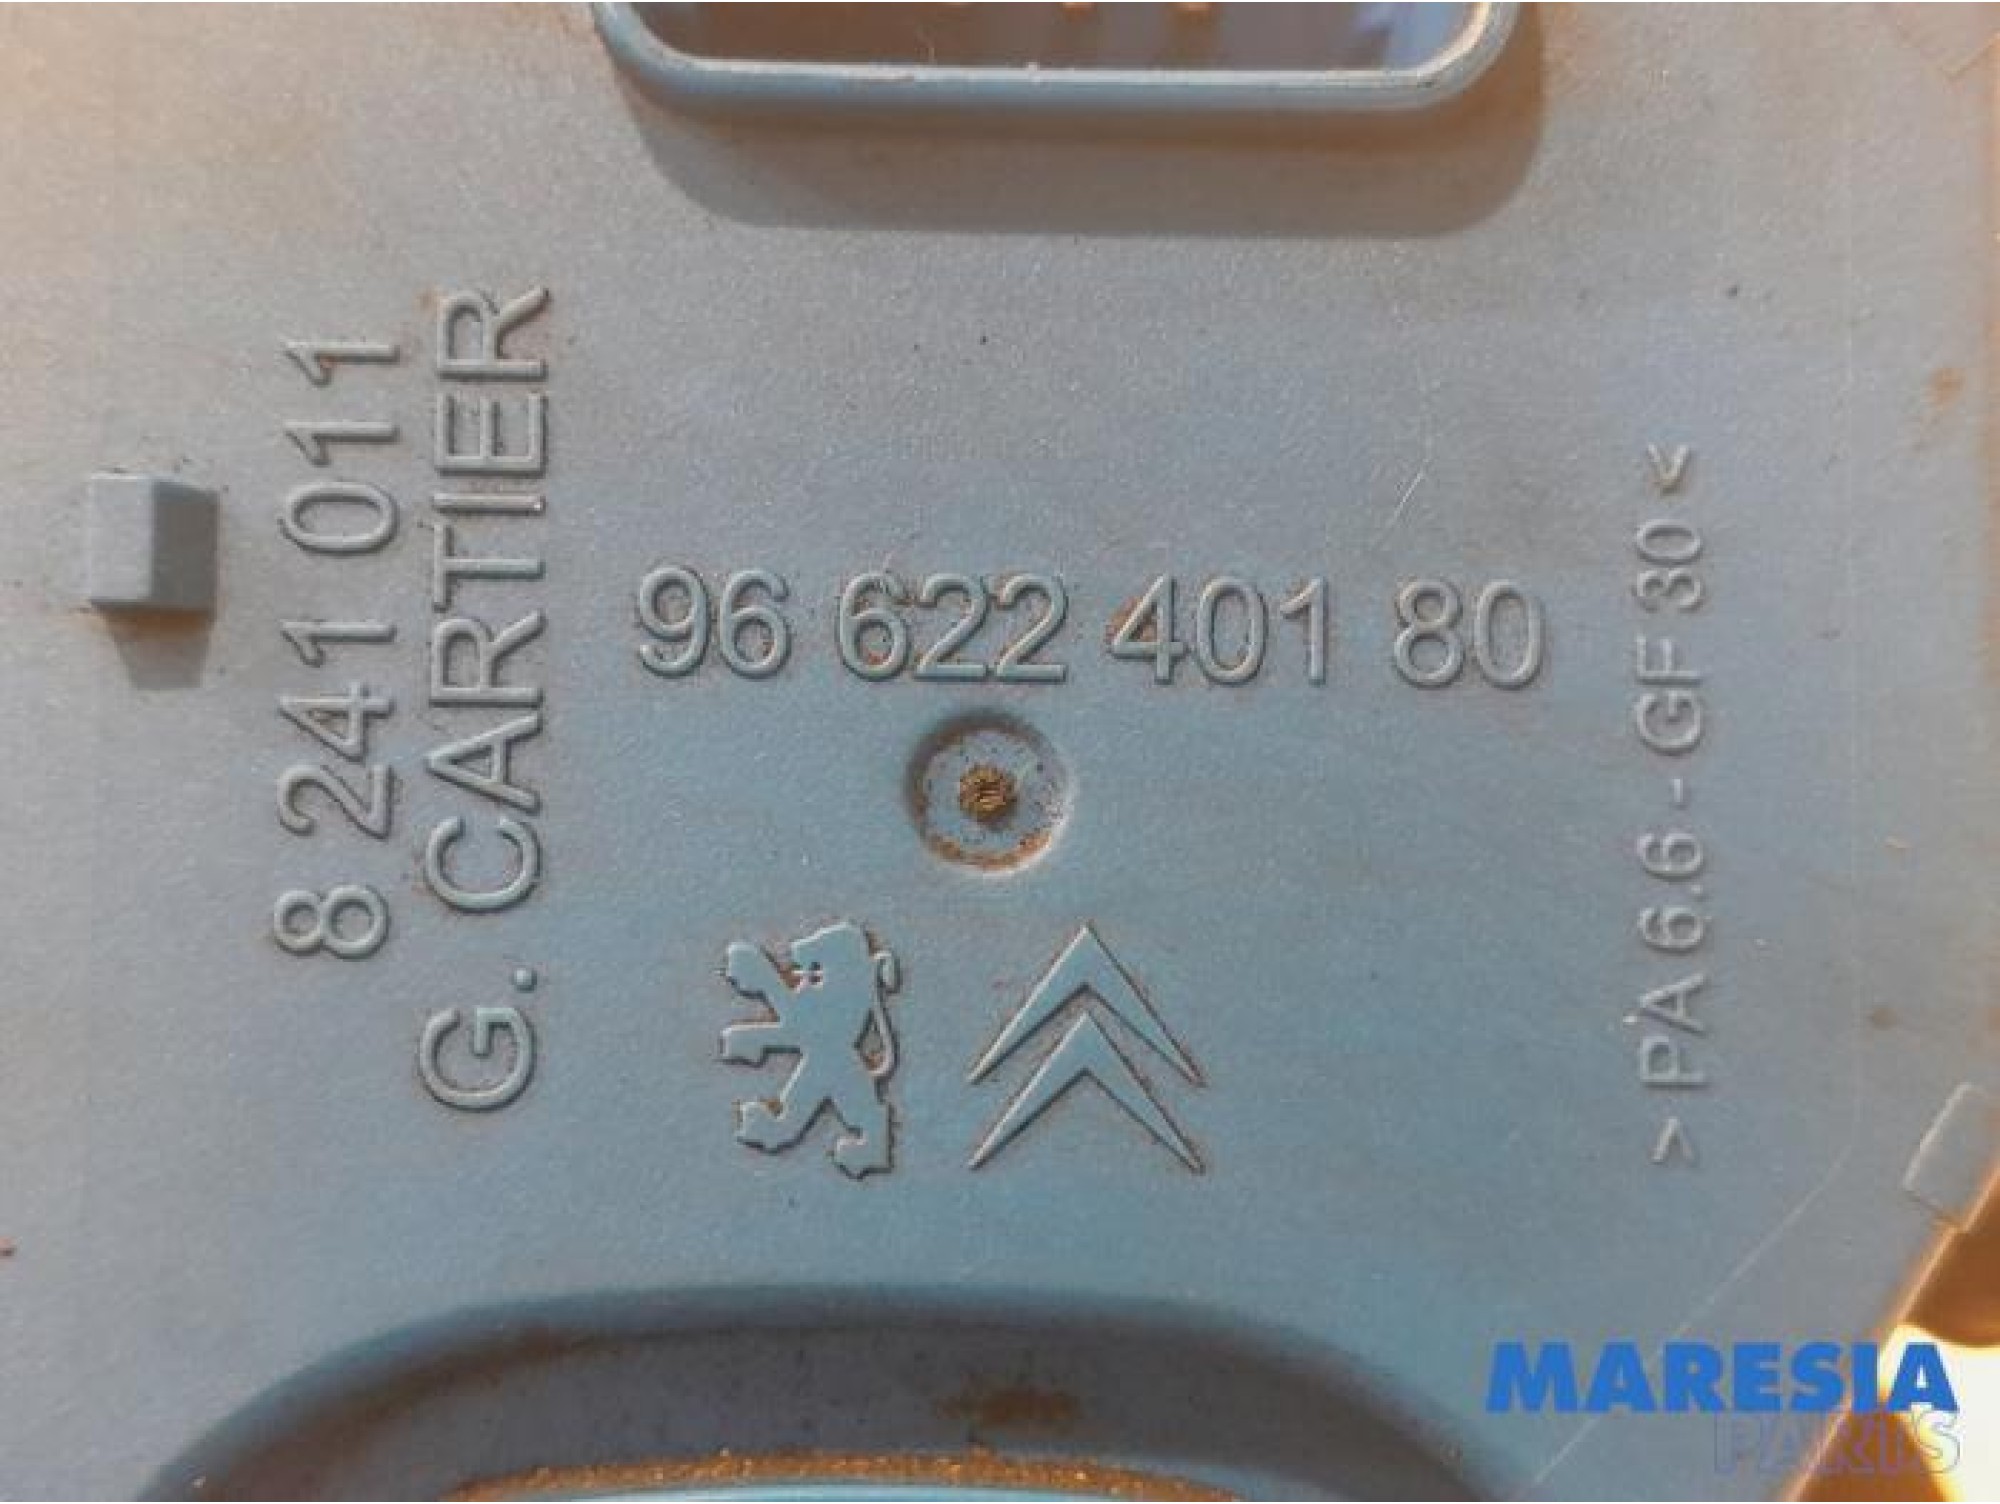 8 241 011
G. CARTIER
96 622 401 80
>PA 6.6 - GF 30<
MARESIA
PARTS